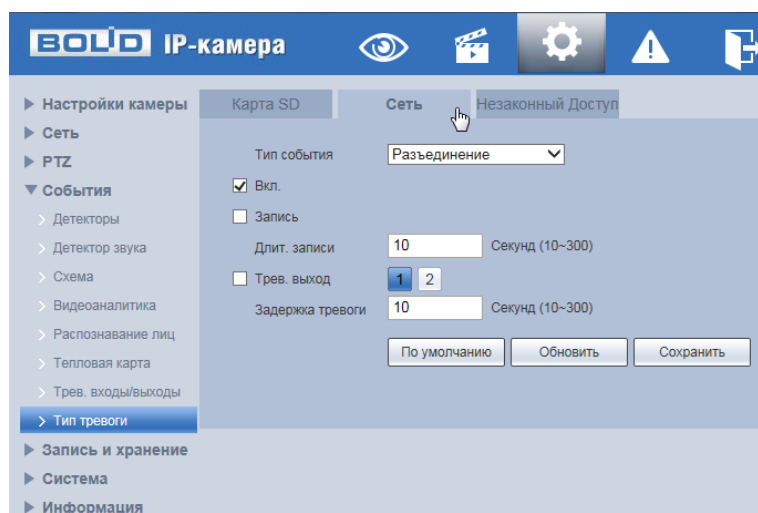 BOLID IP-камера
Настройки камеры
Сеть
PTZ
События
Детекторы
Детектор звука
Схема
Видеоаналитика
Распознавание лиц
Тепловая карта
Трев. входы/выходы
Тип тревоги
Запись и хранение
Система
Информация
Карта SD Сеть Незаконный Доступ
Тип события Разъединение
Вкл.
Запись
Длит. записи 10 Секунд (10~300)
Трев. выход 1 2
Задержка тревоги 10 Секунд (10~300)
По умолчанию Обновить Сохранить